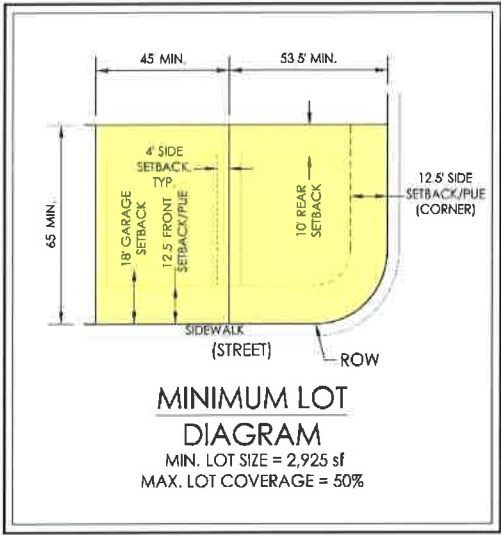 45 MIN.
53.5' MIN.
65 MIN.
4' SIDE
SETBACK,
TYP.
18' GARAGE
SETBACK
12.5 FRONT
SETBACK/PUE
10' REAR
SETBACK
12.5' SIDE
SETBACK/PUE
(CORNER)
SIDEWALK
(STREET)
ROW
MINIMUM LOT
DIAGRAM
MIN. LOT SIZE = 2,925 sf
MAX. LOT COVERAGE = 50%